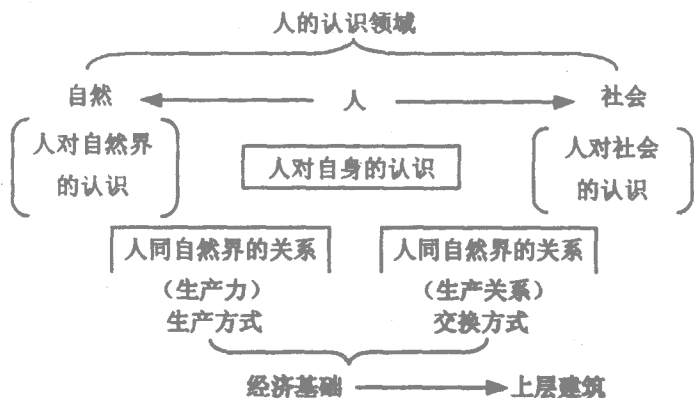 人的认识领域
自然 人 社会
人对自然界
的认识
人对自身的认识
人对社会
的认识
人同自然界的关系
(生产力)
生产方式
人同自然界的关系
(生产关系)
交换方式
经济基础 上层建筑